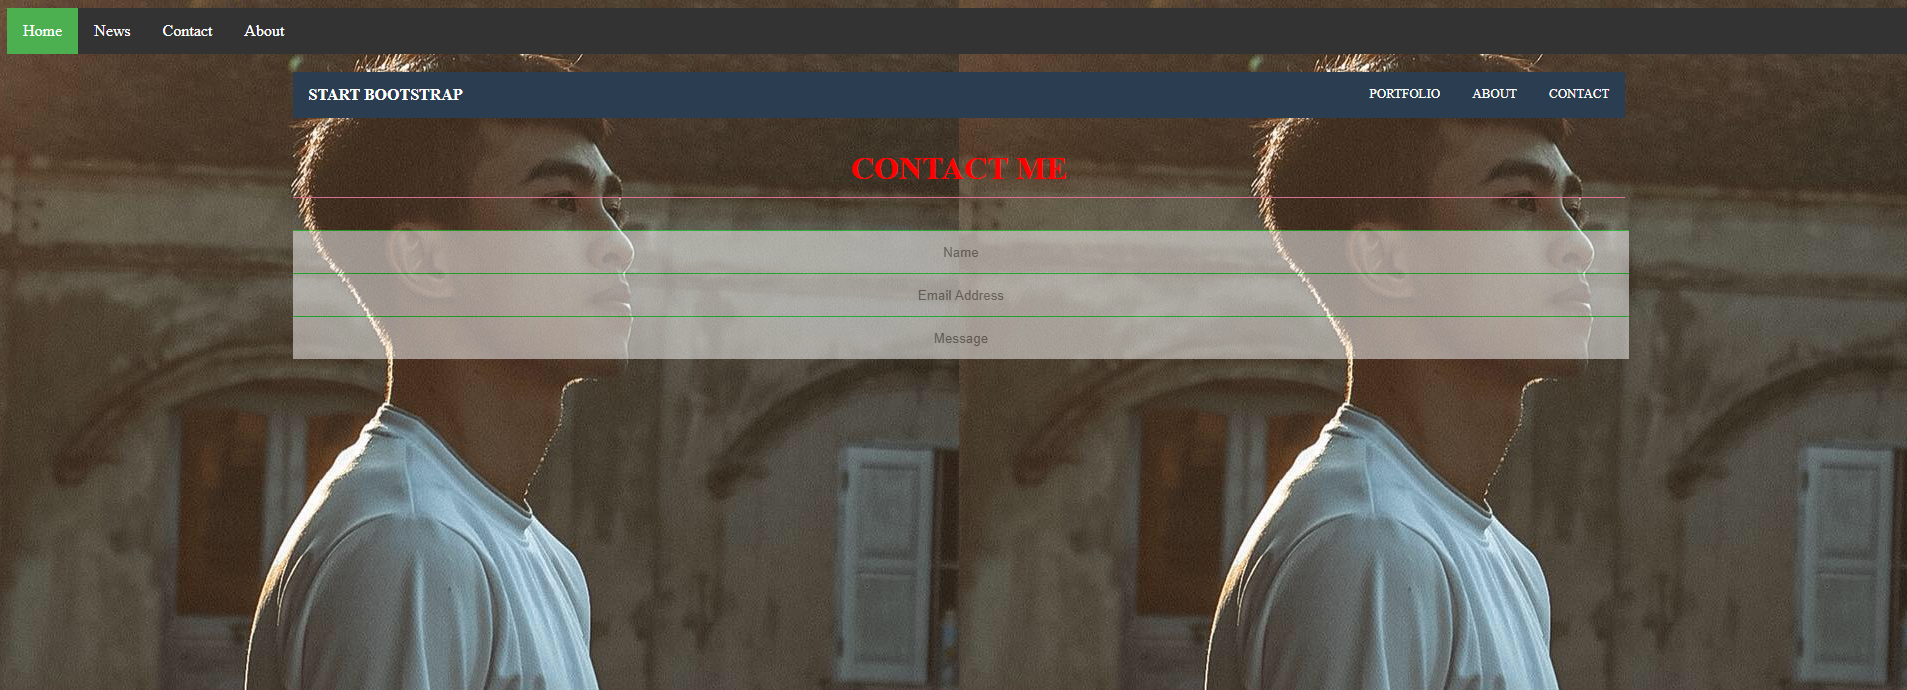 Home News Contact About
START BOOTSTRAP PORTFOLIO ABOUT CONTACT
CONTACT ME
Name
Email Address
Message